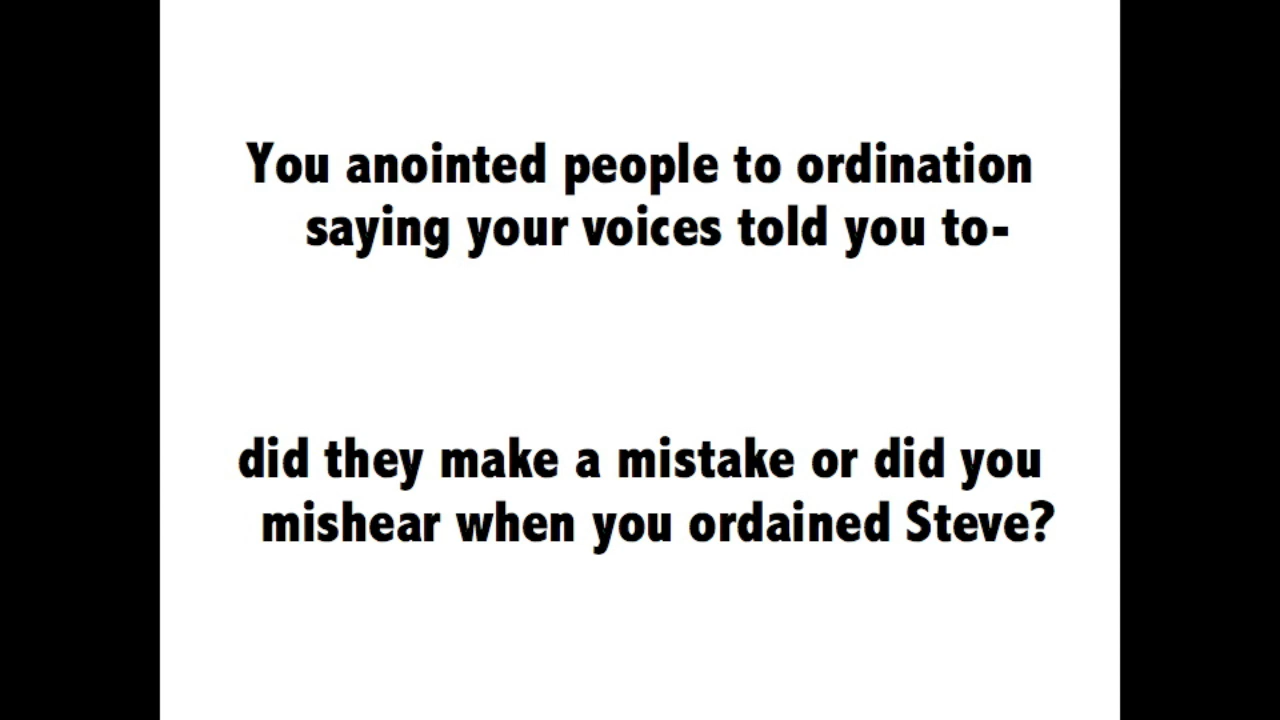 You anointed people to ordination
saying your voices told you to-
did they make a mistake or did you
mishear when you ordained Steve?